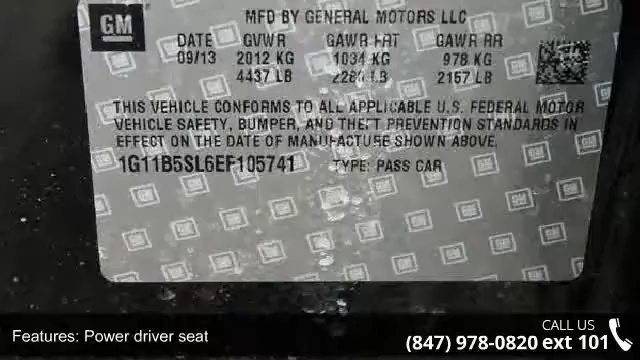 GM
MFD BY GENERAL MOTORS LLC
DATE GVWR GAWR FRT GAWR RR
09/13 2012 KG 1034 KG 978 KG
4437 LB 2280 LB 2157 LB
THIS VEHICLE CONFORMS TO ALL APPLICABLE U.S. FEDERAL MOTOR
VEHICLE SAFETY, BUMPER, AND THEFT PREVENTION STANDARDS IN
EFFECT ON THE DATE OF MANUFACTURE SHOWN ABOVE.
1G11B5SL6EF105741 TYPE: PASS CAR
Features: Power driver seat
CALL US
(847) 978-0820 ext 101